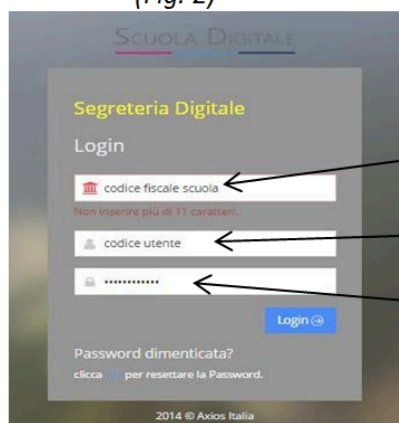 (Fig. 2)
SCUOLA DIGITALE
Segreteria Digitale
Login
codice fiscale scuola
Non inserire più di 11 caratteri.
codice utente
••••••••••••
Login
Password dimenticata?
clicca per resettare la Password.
2014 © Axios Italia